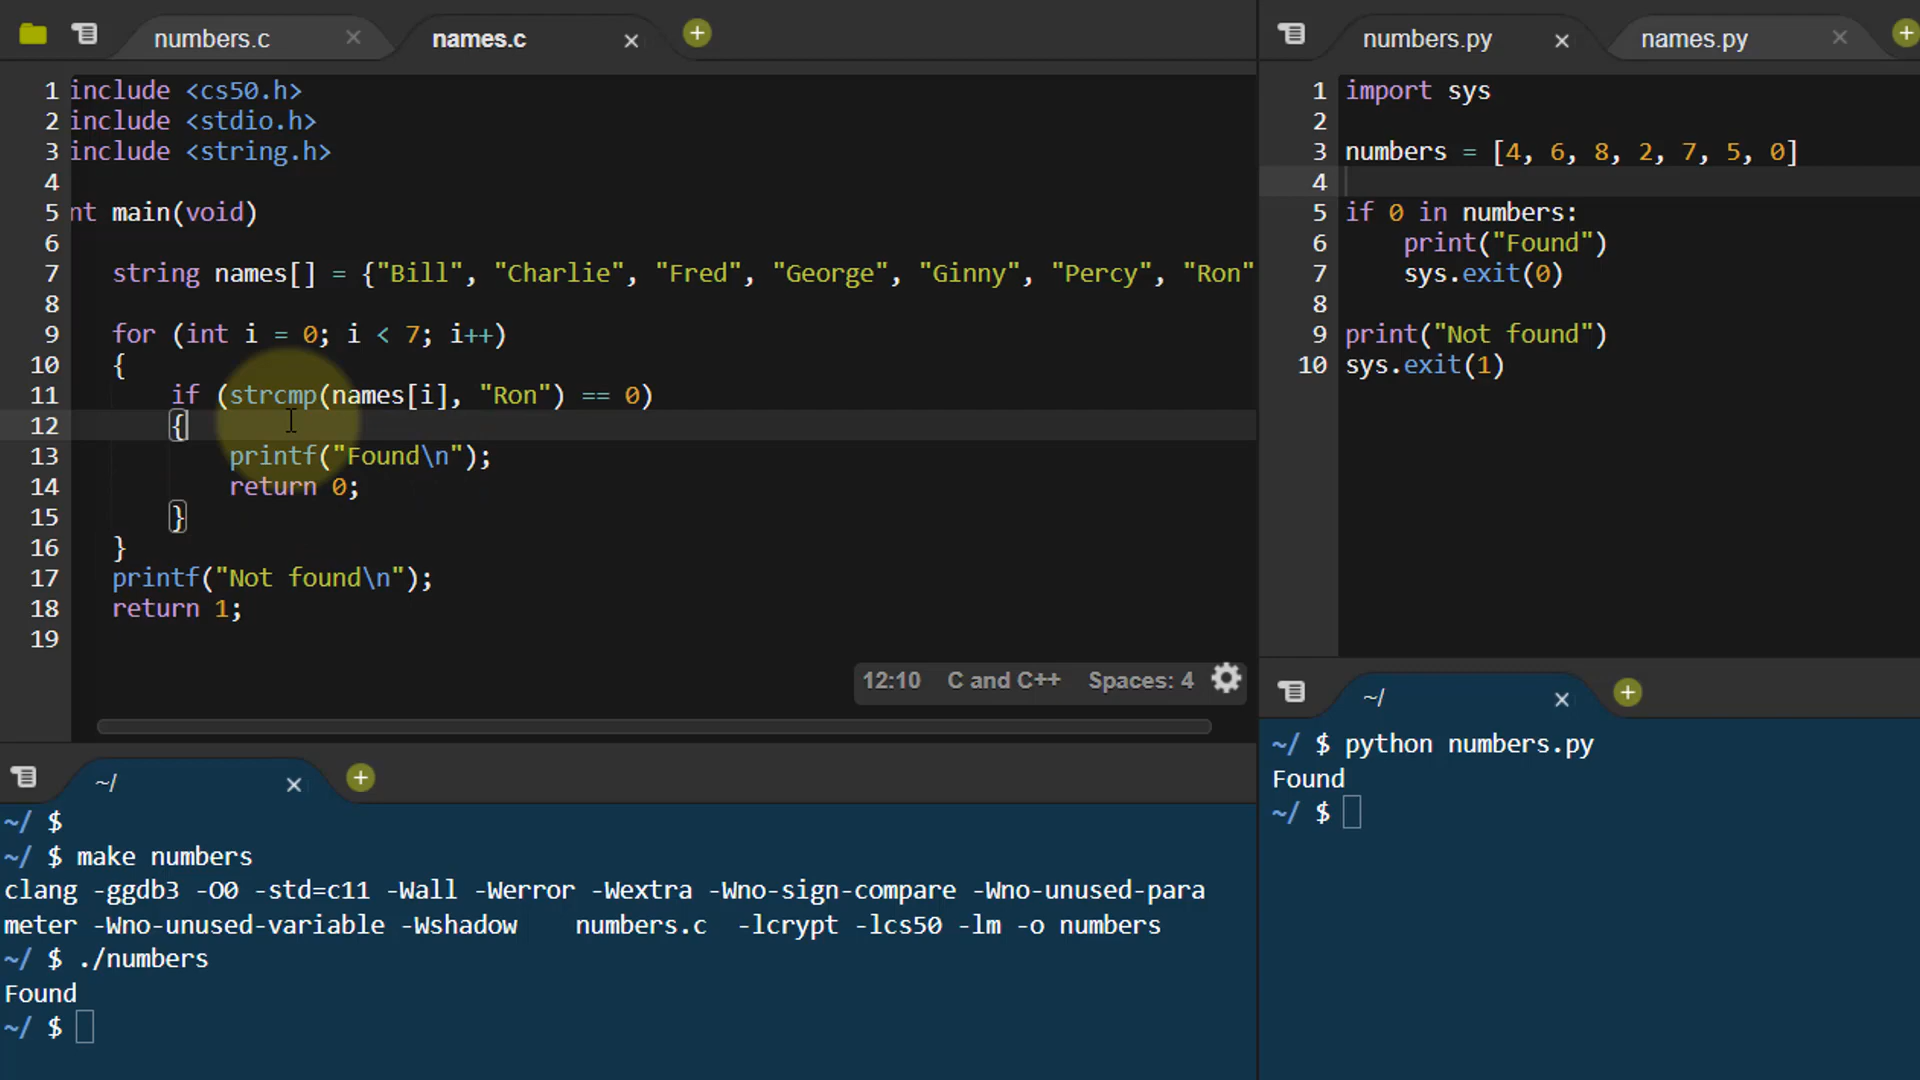 numbers.c
names.c
1 include <cs50.h>
2 include <stdio.h>
3 include <string.h>
4
5 nt main(void)
6
7 string names[] = {"Bill", "Charlie", "Fred", "George", "Ginny", "Percy", "Ron"
8
9 for (int i = 0; i < 7; i++)
10 {
11 if (strcmp(names[i], "Ron") == 0)
12 {
13 printf("Found\n");
14 return 0;
15 }
16 }
17 printf("Not found\n");
18 return 1;
19
12:10 C and C++ Spaces: 4
~/
~/ $
~/ $ make numbers
clang -ggdb3 -O0 -std=c11 -Wall -Werror -Wextra -Wno-sign-compare -Wno-unused-para
meter -Wno-unused-variable -Wshadow numbers.c -lcrypt -lcs50 -lm -o numbers
~/ $ ./numbers
Found
~/ $
numbers.py
names.py
1 import sys
2
3 numbers = [4, 6, 8, 2, 7, 5, 0]
4
5 if 0 in numbers:
6 print("Found")
7 sys.exit(0)
8
9 print("Not found")
10 sys.exit(1)
~/
~/ $ python numbers.py
Found
~/ $